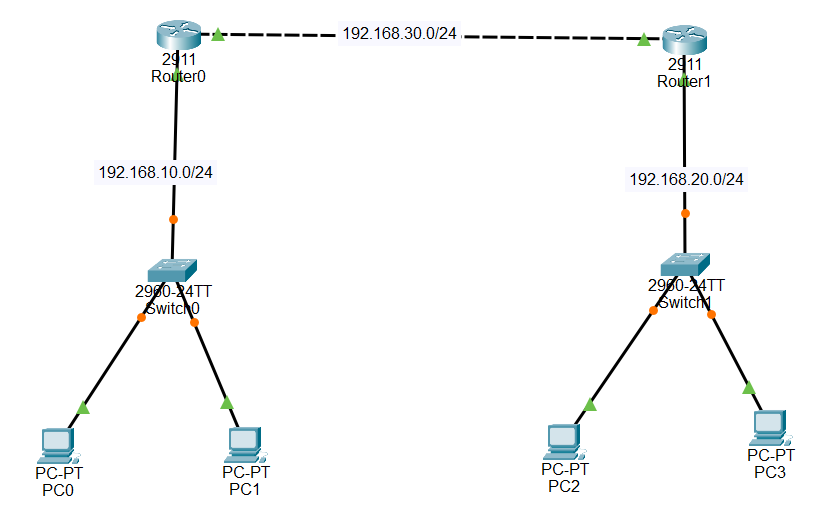 192.168.30.0/24
2911
Router0
2911
Router1
192.168.10.0/24
192.168.20.0/24
2960-24TT
Switch0
2960-24TT
Switch1
PC-PT
PC0
PC-PT
PC1
PC-PT
PC2
PC-PT
PC3